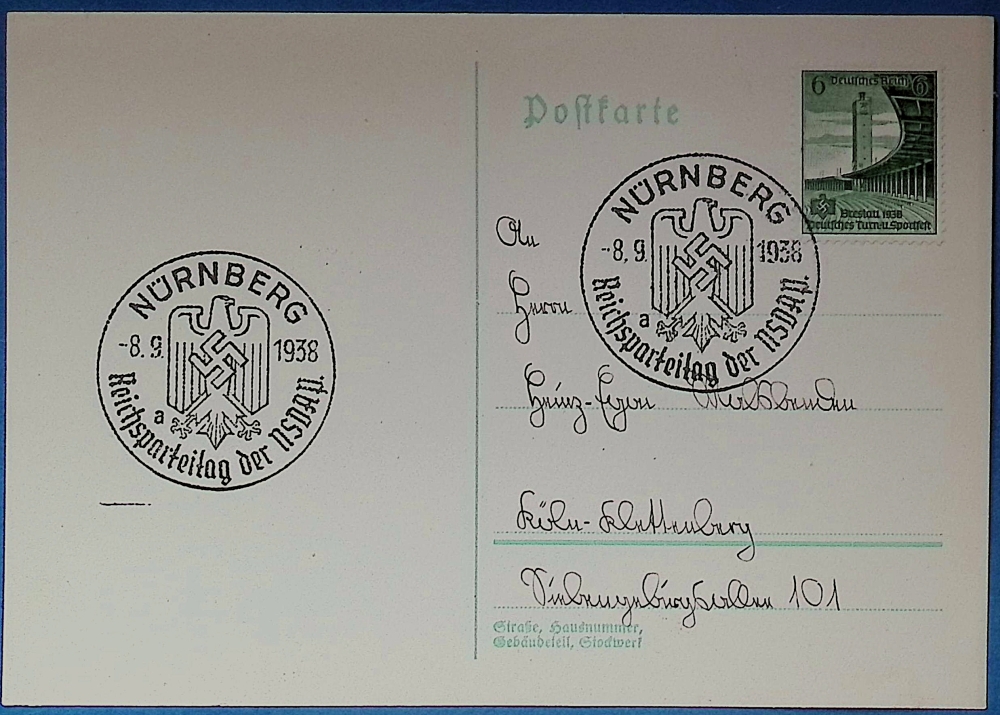 Postkarte
6 Deutsches Reich 6
Breslau 1938
Deutsches Turn-u. Sportfest
NÜRNBERG
-8.9. 1938
a
Reichsparteitag der NSDAP.
NÜRNBERG
-8.9. 1938
a
Reichsparteitag der NSDAP.
An
Herrn
Heinz-Egon
Köln-Klettenberg
Siebengebirgsallee 101
Straße, Hausnummer,
Gebäudeteil, Stockwerk